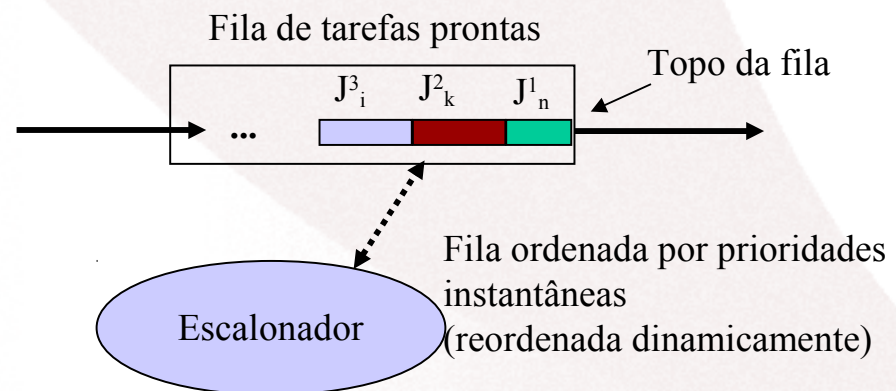 Fila de tarefas prontas
Topo da fila
J³ᵢ J²ₖ J¹ₙ
...
Fila ordenada por prioridades
instantâneas
(reordenada dinamicamente)
Escalonador